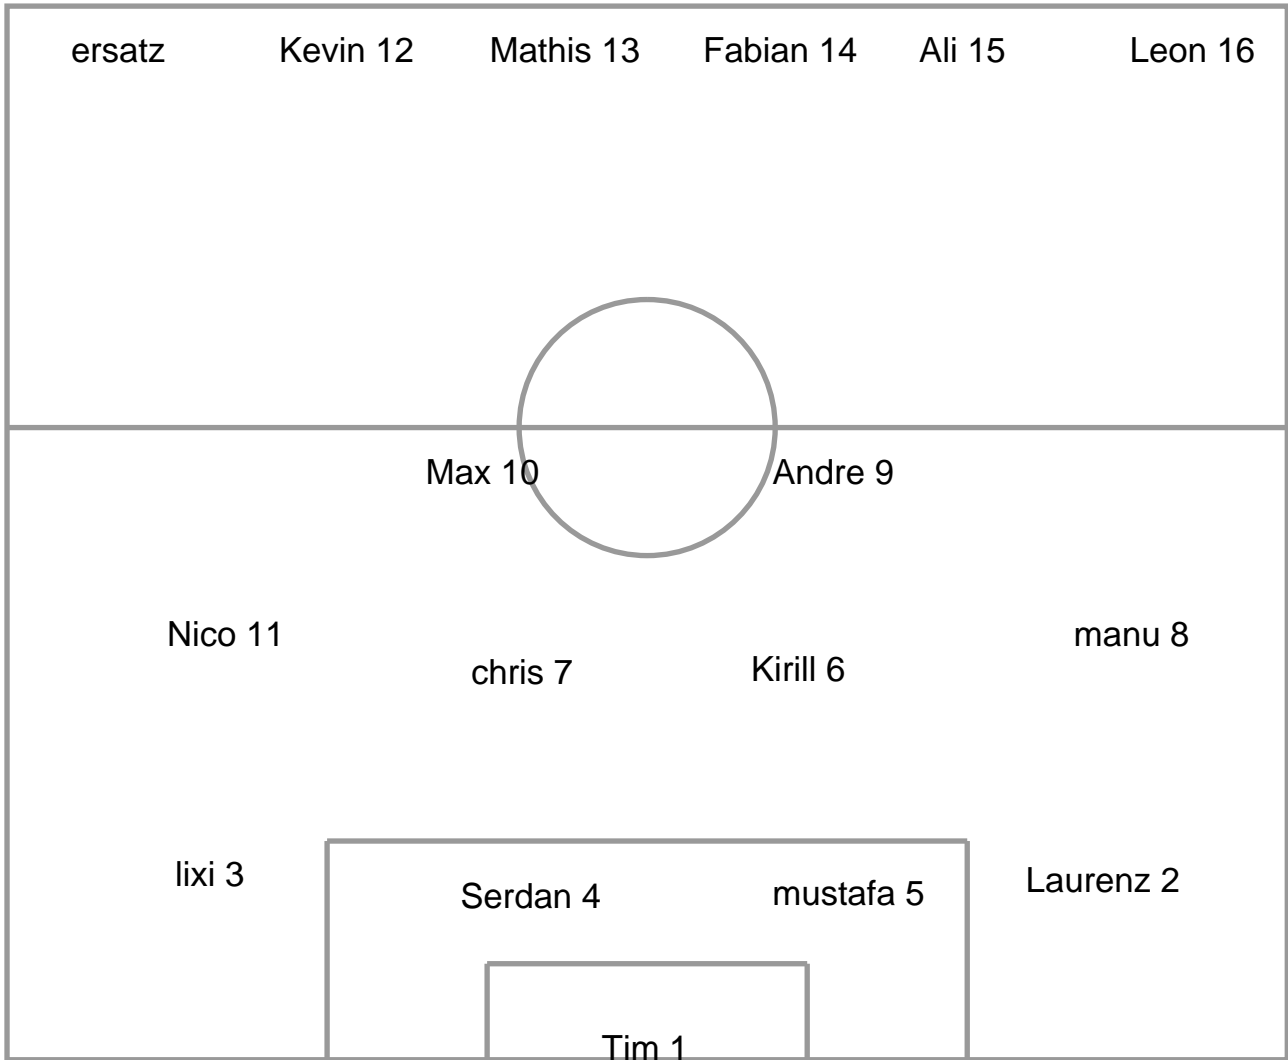 ersatz Kevin 12 Mathis 13 Fabian 14 Ali 15 Leon 16
Max 10 Andre 9
Nico 11 manu 8
chris 7 Kirill 6
lixi 3 Laurenz 2
Serdan 4 mustafa 5
Tim 1